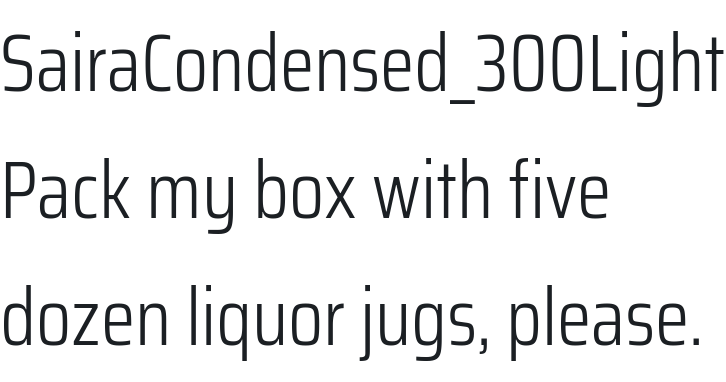 SairaCondensed_300Light
Pack my box with five
dozen liquor jugs, please.